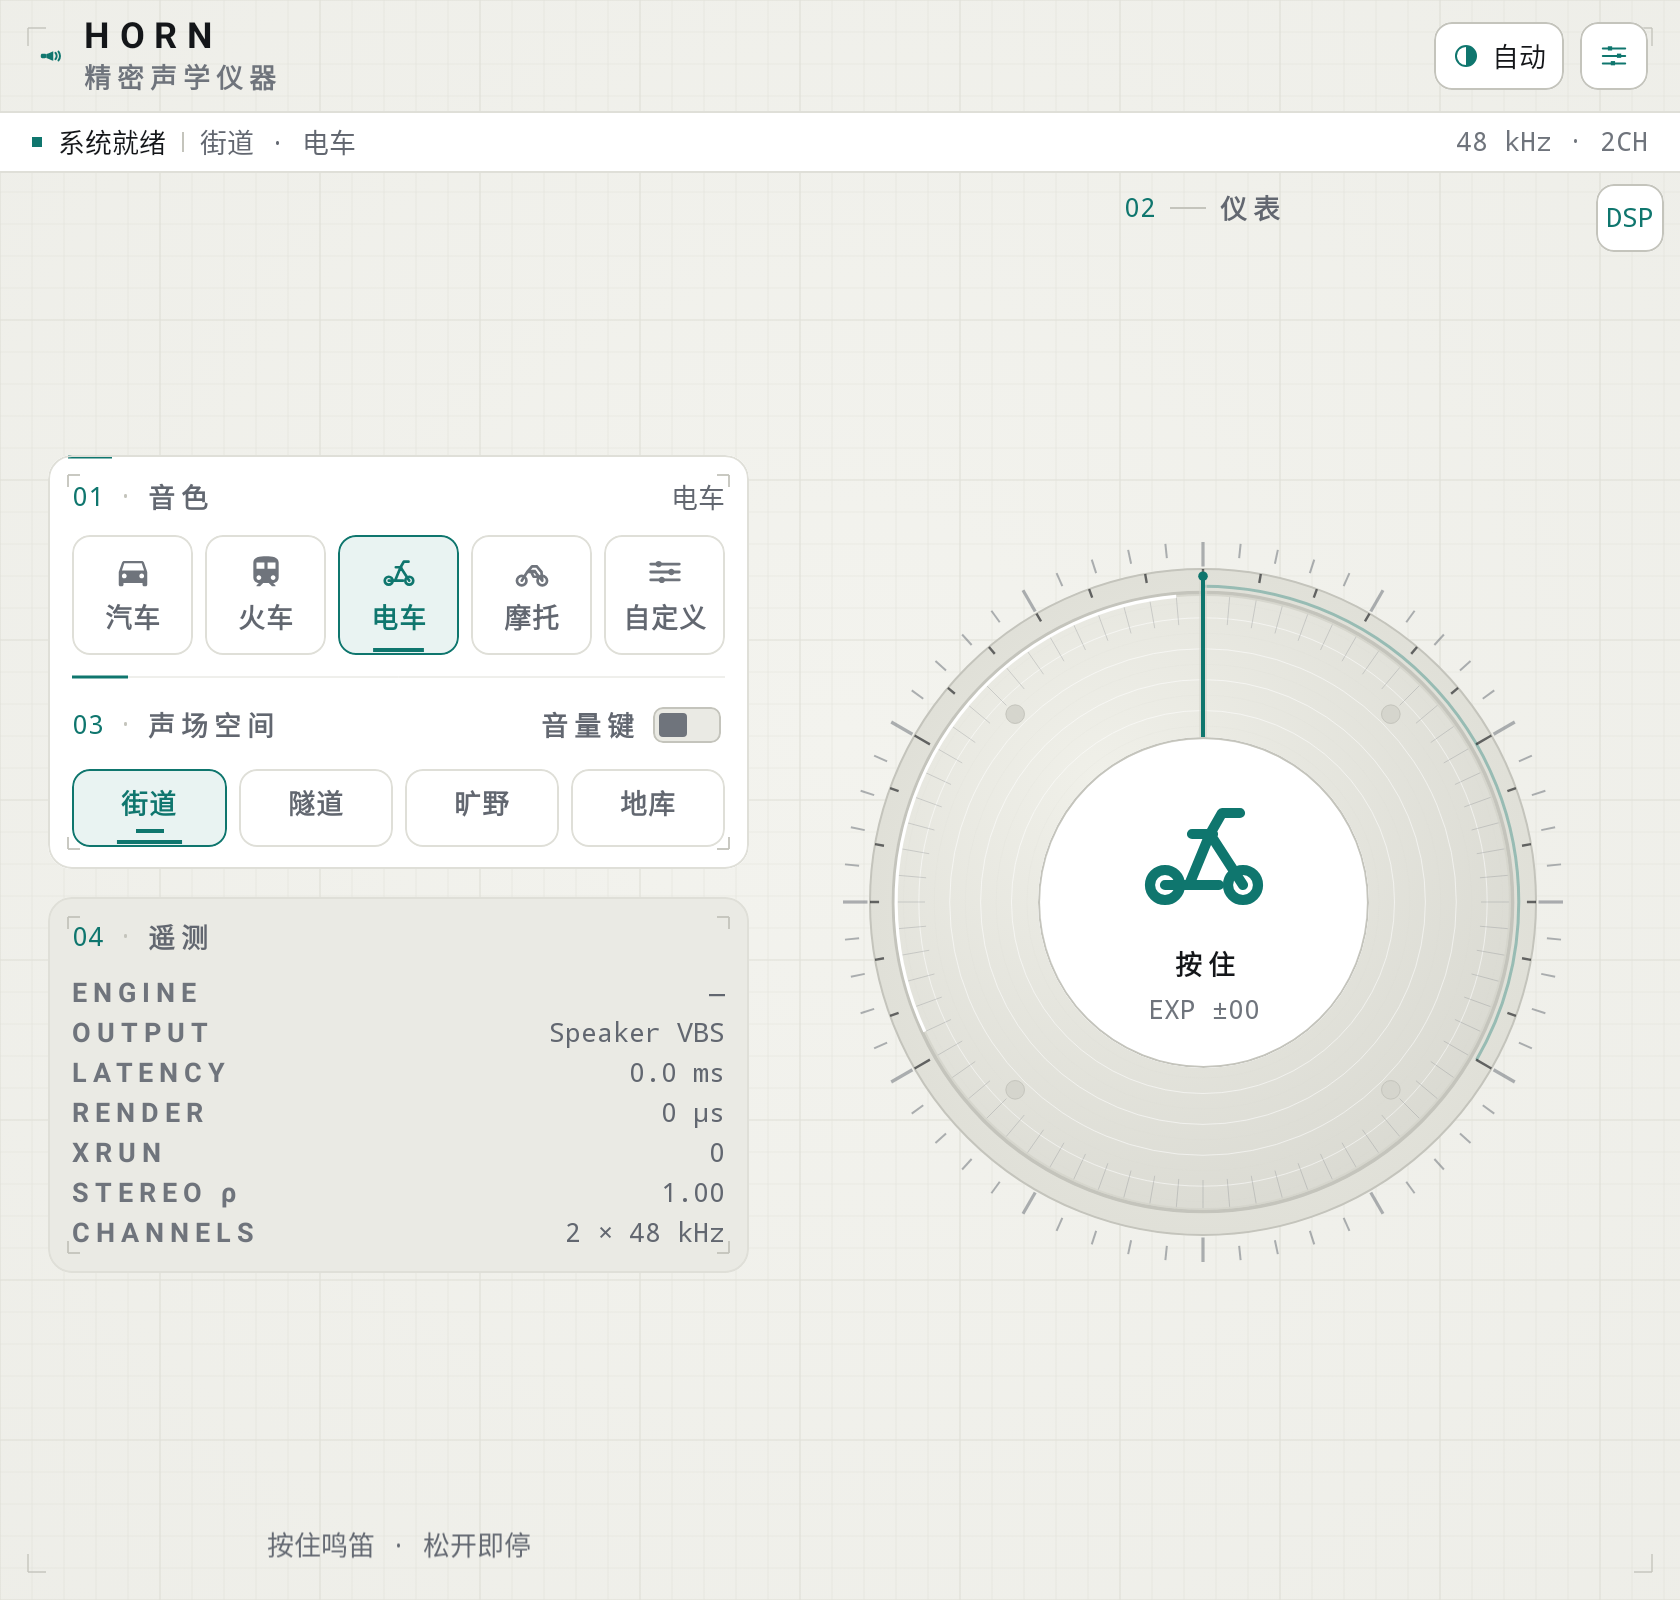 HORN
精密声学仪器
自动
系统就绪 街道 · 电车
48 kHz · 2CH
02 仪表
DSP
01 · 音色
电车
汽车
火车
电车
摩托
自定义
03 · 声场空间
音量键
街道
隧道
旷野
地库
04 · 遥测
ENGINE —
OUTPUT Speaker VBS
LATENCY 0.0 ms
RENDER 0 µs
XRUN 0
STEREO ρ 1.00
CHANNELS 2 × 48 kHz
按住
EXP ±00
按住鸣笛 · 松开即停